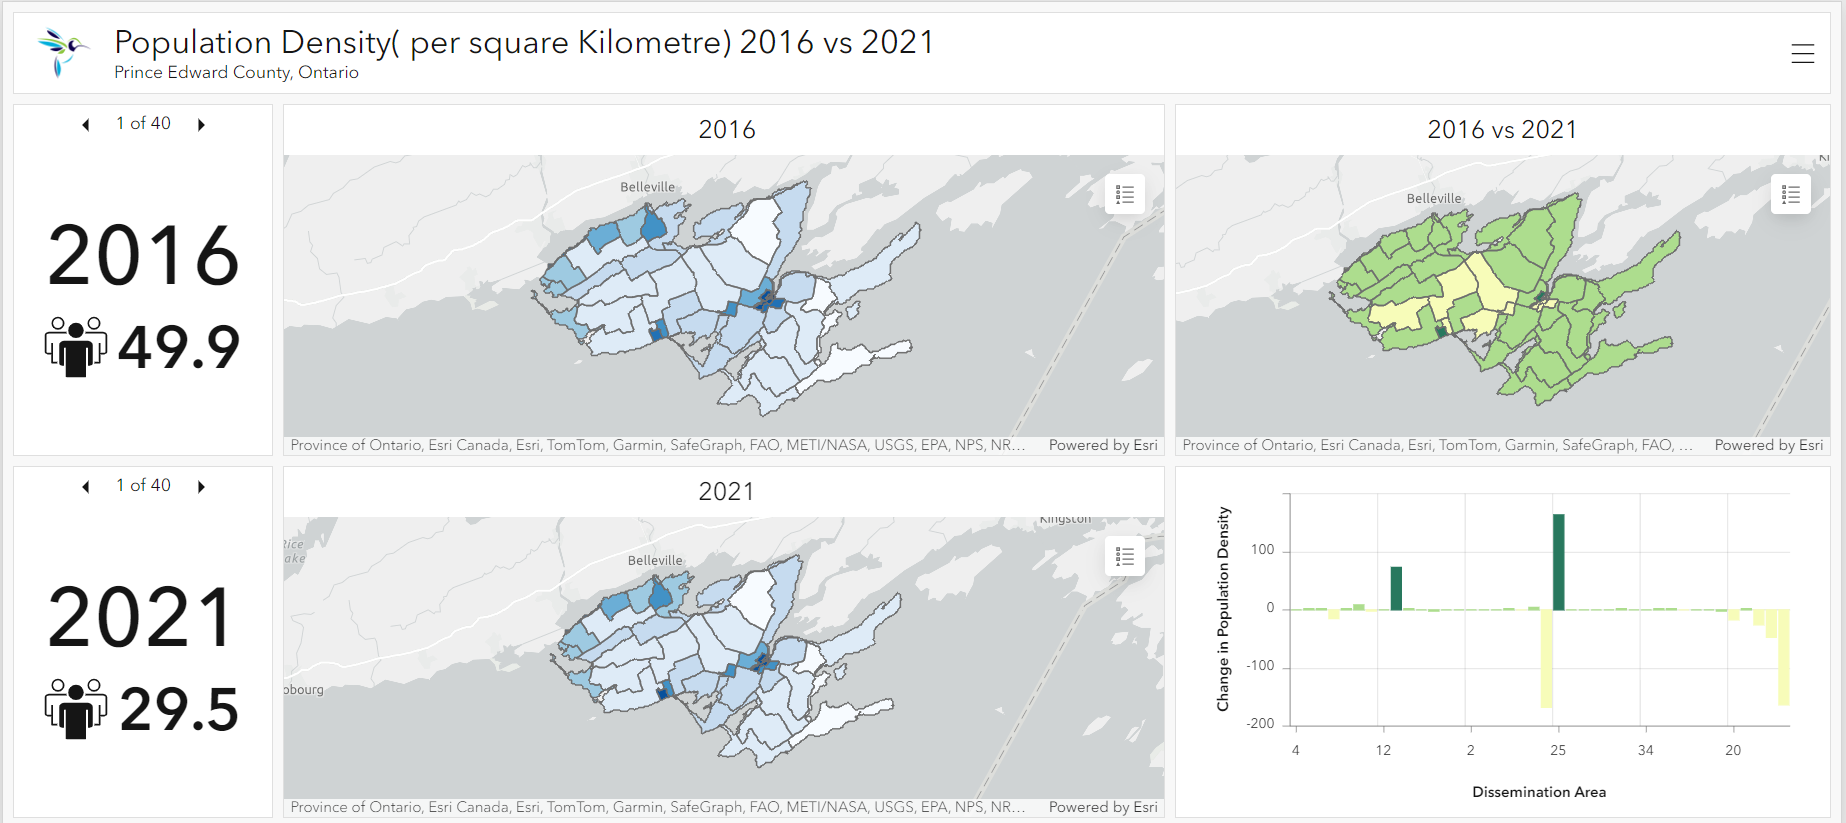 Population Density( per square Kilometre) 2016 vs 2021
Prince Edward County, Ontario
1 of 40
2016
49.9
2016
Belleville
Province of Ontario, Esri Canada, Esri, TomTom, Garmin, SafeGraph, FAO, METI/NASA, USGS, EPA, NPS, NR...
Powered by Esri
2016 vs 2021
Ki
Belleville
Province of Ontario, Esri Canada, Esri, TomTom, Garmin, SafeGraph, FAO, ...
Powered by Esri
1 of 40
2021
29.5
2021
Kingston
Rice
Lake
Belleville
obourg
Province of Ontario, Esri Canada, Esri, TomTom, Garmin, SafeGraph, FAO, METI/NASA, USGS, EPA, NPS, NR...
Powered by Esri
Change in Population Density
100
0
-100
-200
4 12 2 25 34 20
Dissemination Area